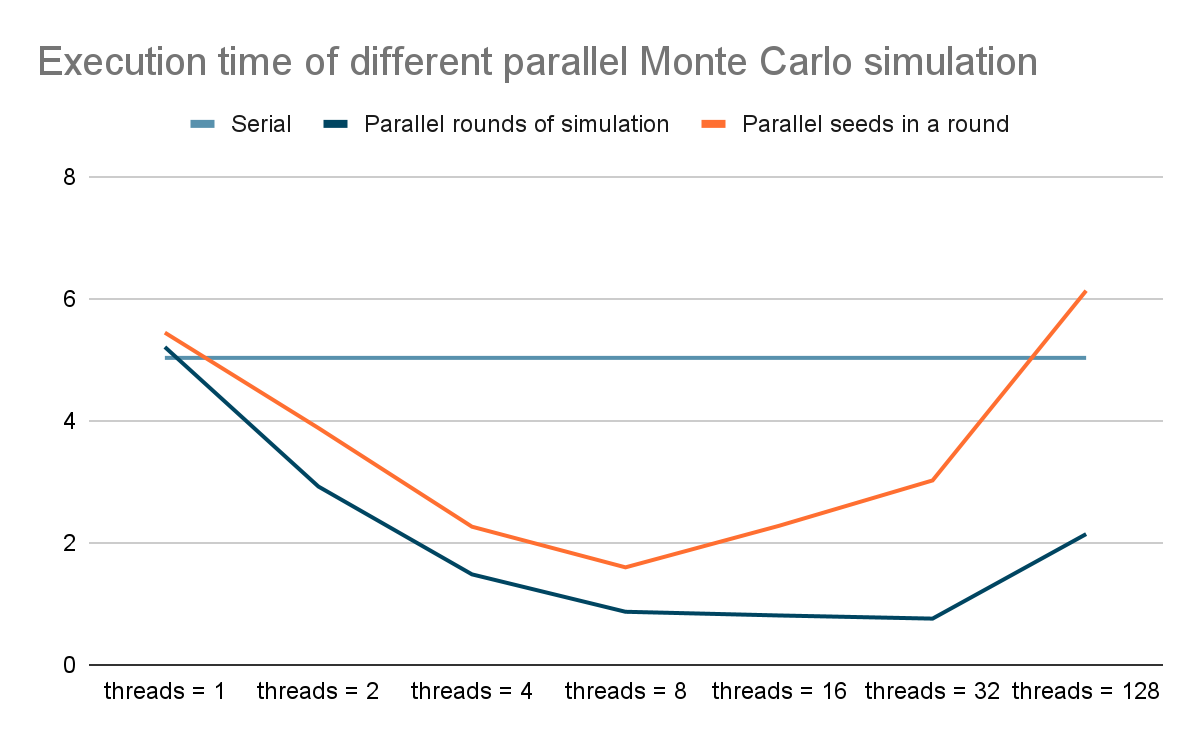 Execution time of different parallel Monte Carlo simulation
Serial Parallel rounds of simulation Parallel seeds in a round
8
6
4
2
0
threads = 1 threads = 2 threads = 4 threads = 8 threads = 16 threads = 32 threads = 128